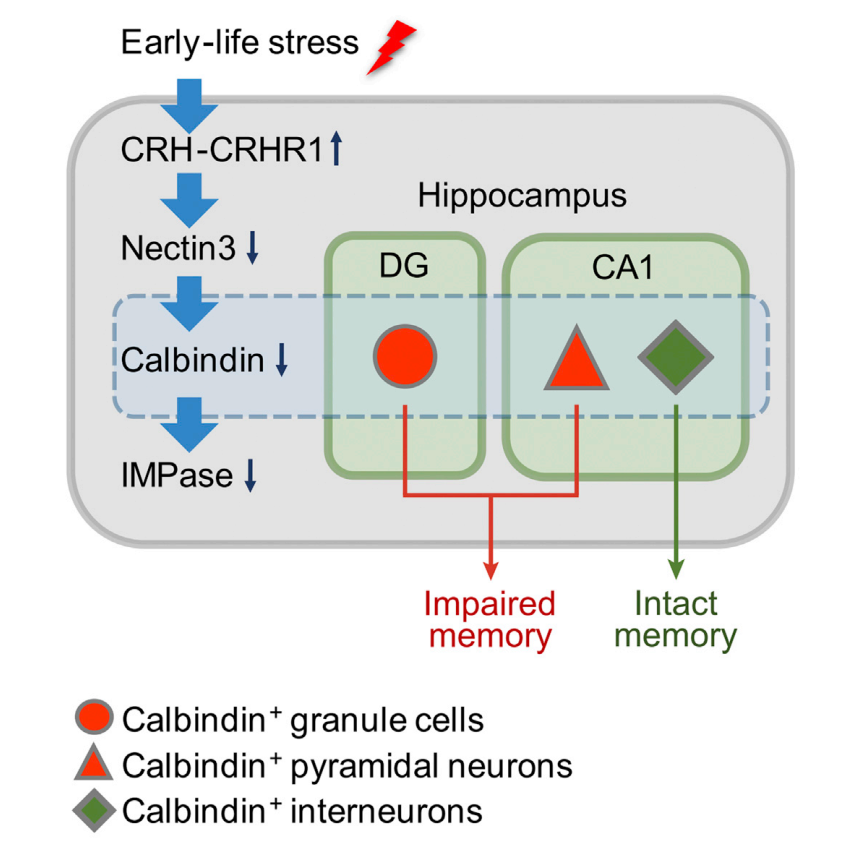 Early-life stress
CRH-CRHR1↑
Hippocampus
Nectin3↓
DG
CA1
Calbindin↓
IMPase↓
Impaired
memory
Intact
memory
Calbindin⁺ granule cells
Calbindin⁺ pyramidal neurons
Calbindin⁺ interneurons